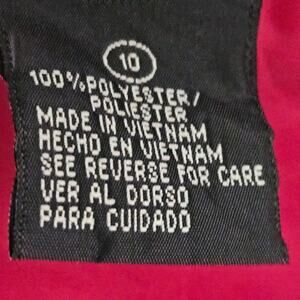 10
100%POLYESTER/
POLIESTER
MADE IN VIETNAM
HECHO EN VIETNAM
SEE REVERSE FOR CARE
VER AL DORSO
PARA CUIDADO